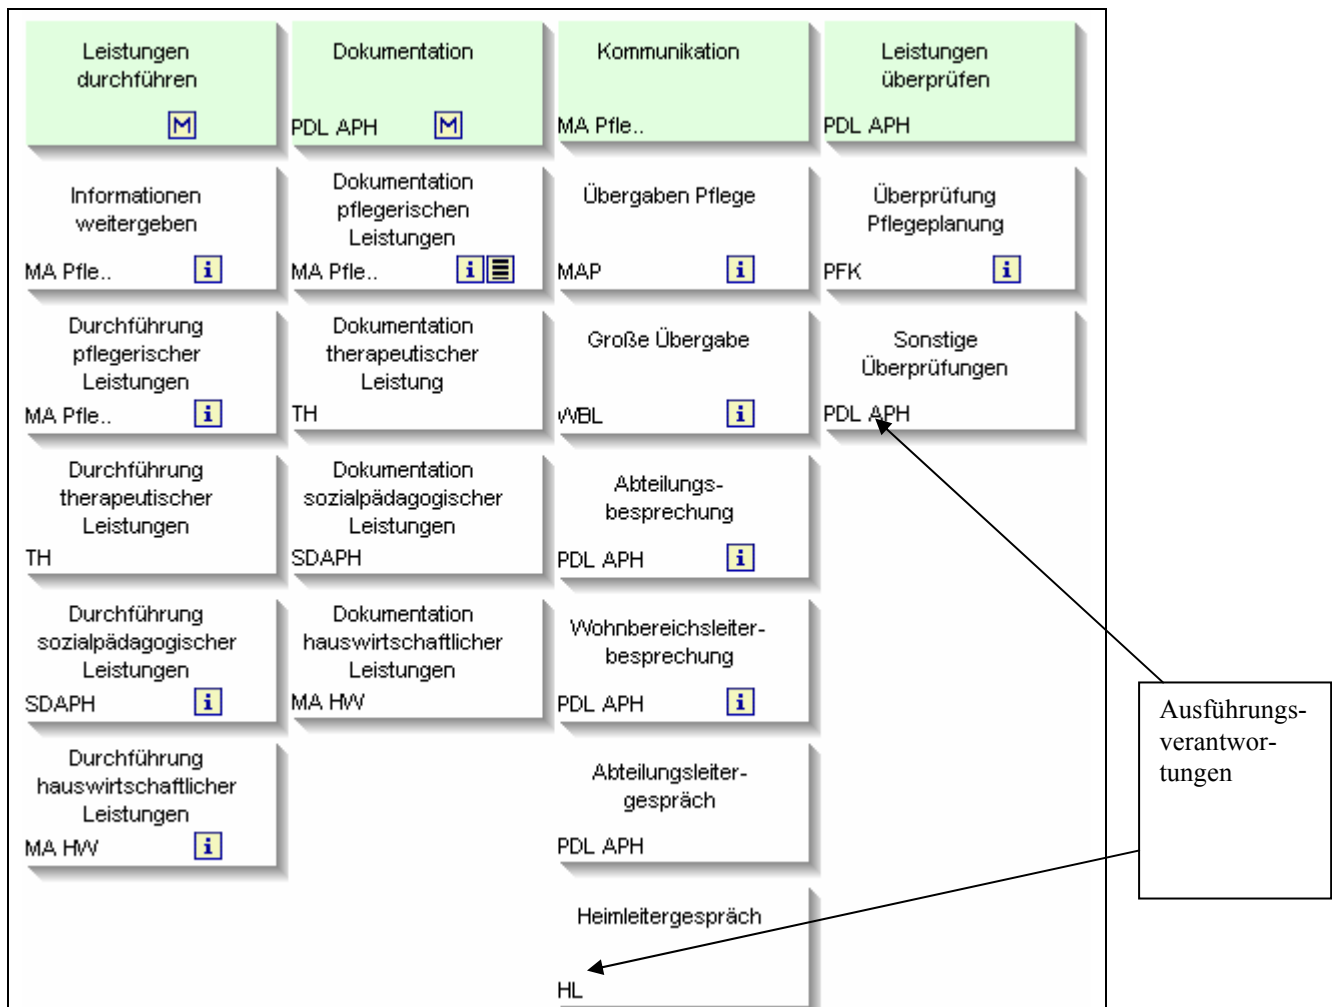 Leistungen
durchführen
M
Dokumentation
PDL APH M
Kommunikation
MA Pfle..
Leistungen
überprüfen
PDL APH
Informationen
weitergeben
MA Pfle.. i
Dokumentation
pflegerischen
Leistungen
MA Pfle.. i
Übergaben Pflege
MAP i
Überprüfung
Pflegeplanung
PFK i
Durchführung
pflegerischer
Leistungen
MA Pfle.. i
Dokumentation
therapeutischer
Leistung
TH
Große Übergabe
WBL i
Sonstige
Überprüfungen
PDL APH
Durchführung
therapeutischer
Leistungen
TH
Dokumentation
sozialpädagogischer
Leistungen
SDAPH
Abteilungs-
besprechung
PDL APH i
Durchführung
sozialpädagogischer
Leistungen
SDAPH i
Dokumentation
hauswirtschaftlicher
Leistungen
MA HW
Wohnbereichsleiter-
besprechung
PDL APH i
Durchführung
hauswirtschaftlicher
Leistungen
MA HW i
Abteilungsleiter-
gespräch
PDL APH
Heimleitergespräch
HL
Ausführungs-
verantwor-
tungen